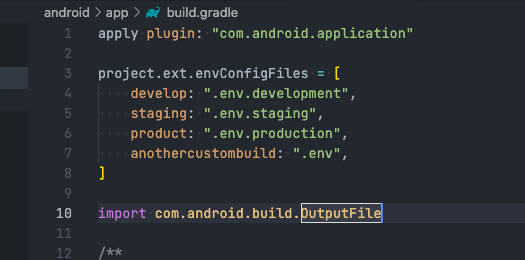 android > app > build.gradle
1 apply plugin: "com.android.application"
2
3 project.ext.envConfigFiles = [
4 develop: ".env.development",
5 staging: ".env.staging",
6 product: ".env.production",
7 anothercustombuild: ".env",
8 ]
9
10 import com.android.build.OutputFile
11
12 /**